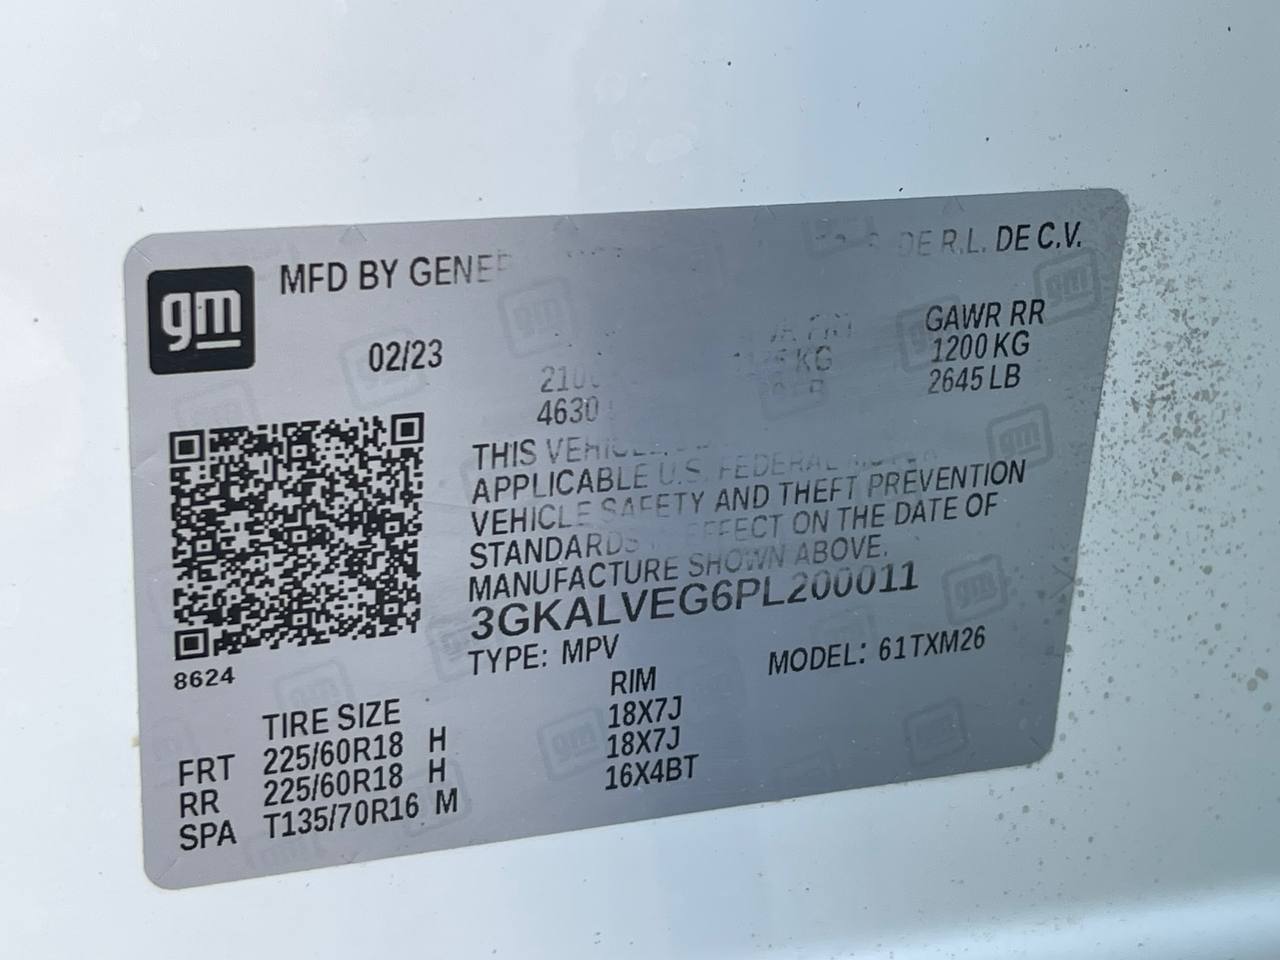 gm
MFD BY GENE DE R.L. DE C.V.
GAWR RR
02/23 KG 1200 KG
4630 2645 LB
THIS
APPLICABLE U.S. FEDERAL
VEHICLE SAFETY AND THEFT PREVENTION
STANDARDS EFFECT ON THE DATE OF
MANUFACTURE SHOWN ABOVE.
3GKALVEG6PL200011
TYPE: MPV MODEL: 61TXM26
8624
TIRE SIZE RIM
FRT 225/60R18 H 18X7J
RR 225/60R18 H 18X7J
SPA T135/70R16 M 16X4BT